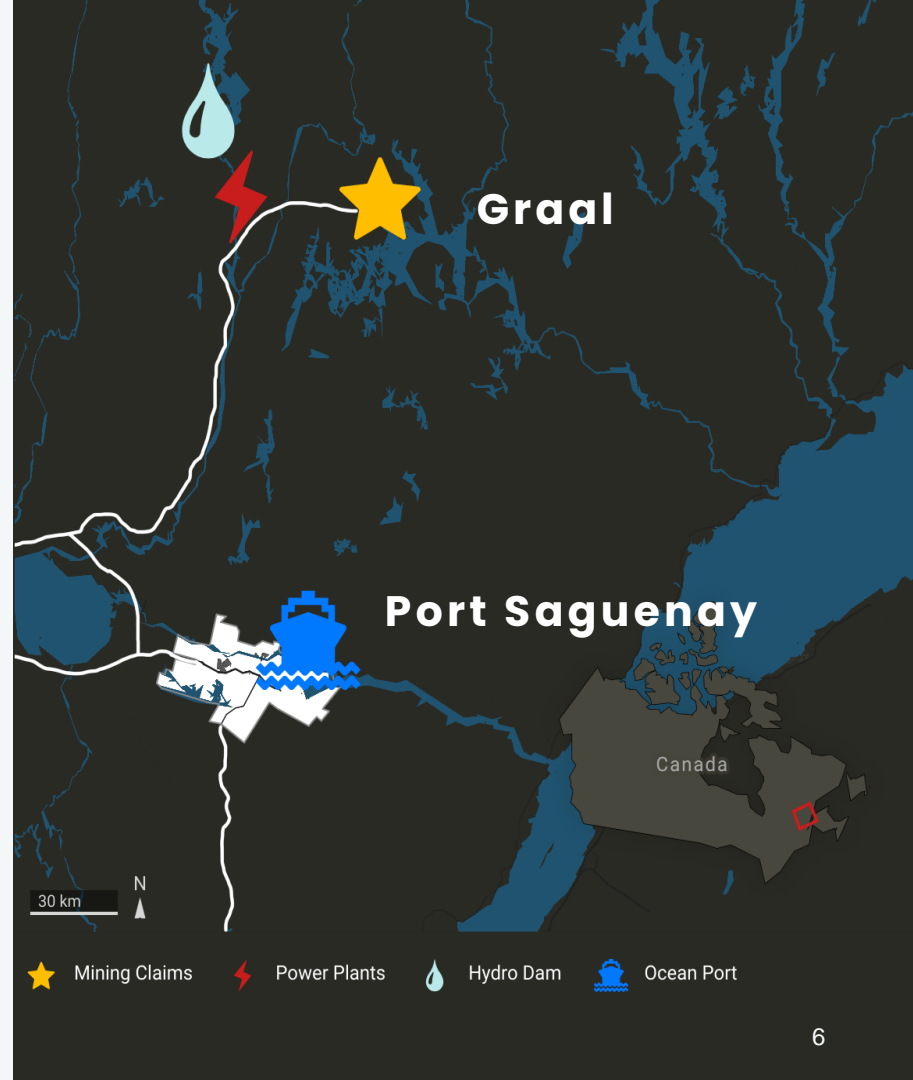 Graal
Port Saguenay
Canada
30 km
N
Mining Claims
Power Plants
Hydro Dam
Ocean Port
6